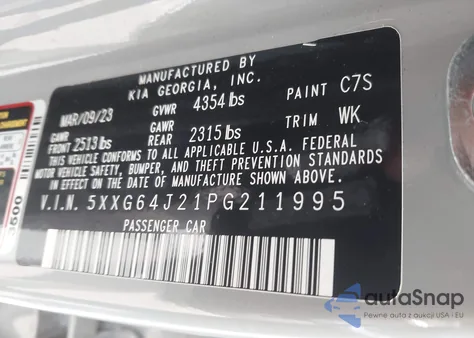 MANUFACTURED BY
KIA GEORGIA, INC.
MAR/09/23 GVWR 4354 lbs PAINT C7S
GAWR FRONT 2513 lbs GAWR REAR 2315 lbs TRIM WK
THIS VEHICLE CONFORMS TO ALL APPLICABLE U.S.A. FEDERAL
MOTOR VEHICLE SAFETY, BUMPER, AND THEFT PREVENTION STANDARDS
IN EFFECT ON THE DATE OF MANUFACTURE SHOWN ABOVE.
V.I.N. 5XXG64J21PG211995
PASSENGER CAR
autaSnap
Pewne auta z aukcji USA i EU